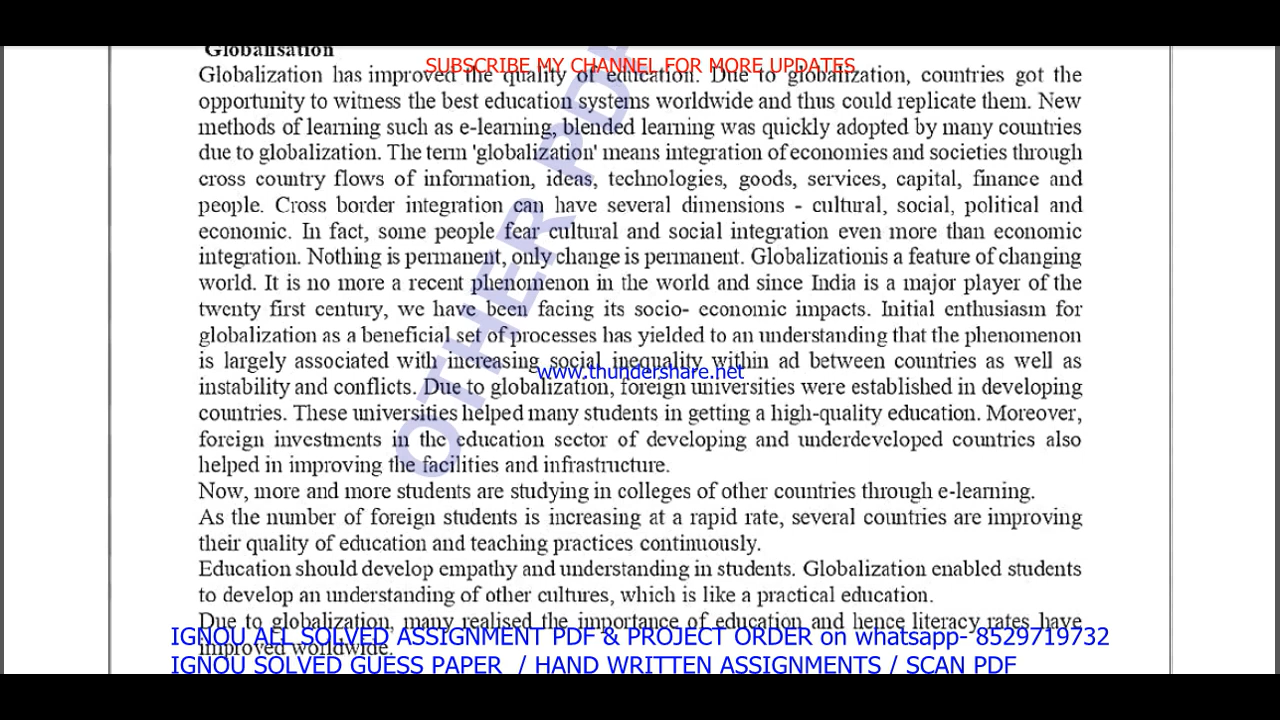 Globalisation
SUBSCRIBE MY CHANNEL FOR MORE UPDATES
Globalization has improved the quality of education. Due to globalization, countries got the
opportunity to witness the best education systems worldwide and thus could replicate them. New
methods of learning such as e-learning, blended learning was quickly adopted by many countries
due to globalization. The term 'globalization' means integration of economies and societies through
cross country flows of information, ideas, technologies, goods, services, capital, finance and
people. Cross border integration can have several dimensions - cultural, social, political and
economic. In fact, some people fear cultural and social integration even more than economic
integration. Nothing is permanent, only change is permanent. Globalizationis a feature of changing
world. It is no more a recent phenomenon in the world and since India is a major player of the
twenty first century, we have been facing its socio- economic impacts. Initial enthusiasm for
globalization as a beneficial set of processes has yielded to an understanding that the phenomenon
is largely associated with increasing social inequality within ad between countries as well as
www.thundershare.net
instability and conflicts. Due to globalization, foreign universities were established in developing
countries. These universities helped many students in getting a high-quality education. Moreover,
foreign investments in the education sector of developing and underdeveloped countries also
helped in improving the facilities and infrastructure.
Now, more and more students are studying in colleges of other countries through e-learning.
As the number of foreign students is increasing at a rapid rate, several countries are improving
their quality of education and teaching practices continuously.
Education should develop empathy and understanding in students. Globalization enabled students
to develop an understanding of other cultures, which is like a practical education.
Due to globalization, many realised the importance of education and hence literacy rates have
improved worldwide.
IGNOU ALL SOLVED ASSIGNMENT PDF & PROJECT ORDER on whatsapp- 8529719732
IGNOU SOLVED GUESS PAPER / HAND WRITTEN ASSIGNMENTS / SCAN PDF
OTHER PD